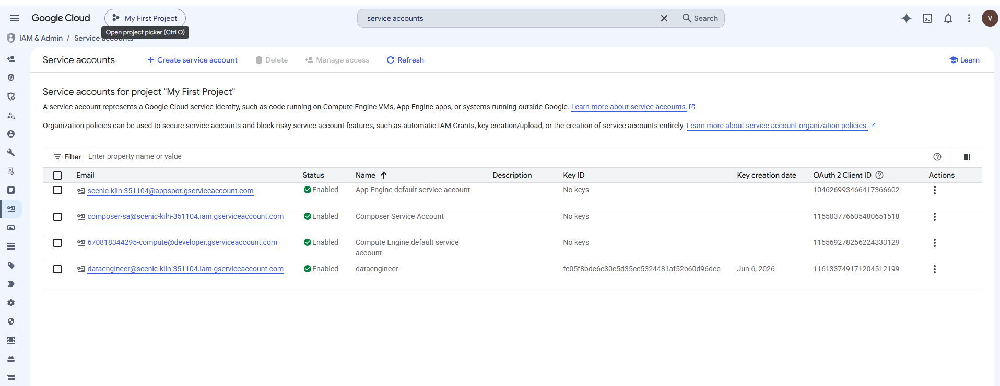 Google Cloud
My First Project
service accounts
Search
V
Open project picker (Ctrl O)
IAM & Admin / Service accounts
Service accounts
Create service account
Delete
Manage access
Refresh
Learn
Service accounts for project "My First Project"
A service account represents a Google Cloud service identity, such as code running on Compute Engine VMs, App Engine apps, or systems running outside Google. Learn more about service accounts.
Organization policies can be used to secure service accounts and block risky service account features, such as automatic IAM Grants, key creation/upload, or the creation of service accounts entirely. Learn more about service account organization policies.
Filter Enter property name or value
Email Status Name Description Key ID Key creation date OAuth 2 Client ID Actions
scenic-kiln-351104@appspot.gserviceaccount.com Enabled App Engine default service account No keys 104626993466417366602
composer-sa@scenic-kiln-351104.iam.gserviceaccount.com Enabled Composer Service Account No keys 115503776605480651518
670818344295-compute@developer.gserviceaccount.com Enabled Compute Engine default service No keys 116569278256224333129
account
dataengineer@scenic-kiln-351104.iam.gserviceaccount.com Enabled dataengineer fc05f8bdc6c30c5d35ce5324481af52b60d96dec Jun 6, 2026 116133749171204512199